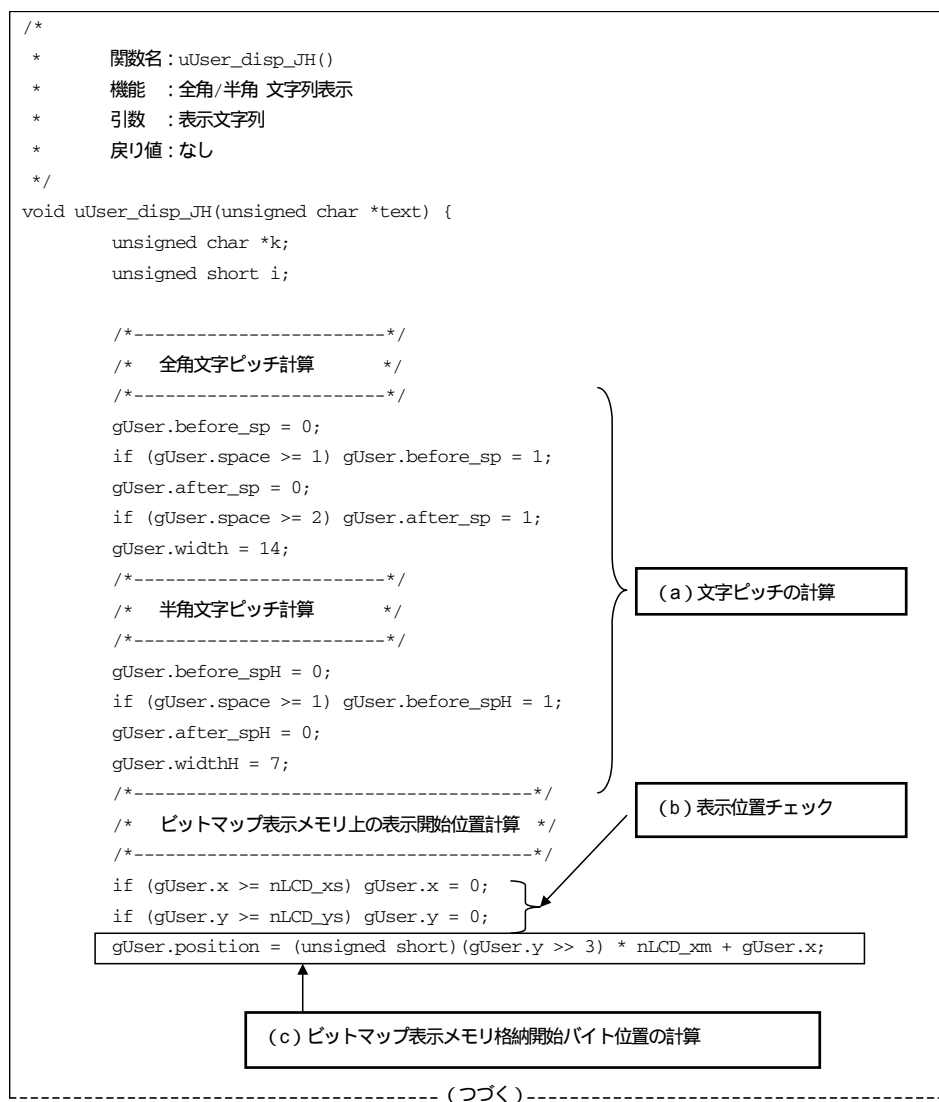 /*
 * 関数名：uUser_disp_JH()
 * 機能 ：全角/半角 文字列表示
 * 引数 ：表示文字列
 * 戻り値：なし
 */
void uUser_disp_JH(unsigned char *text) {
unsigned char *k;
unsigned short i;
/*------------------------*/
/* 全角文字ピッチ計算 */
/*------------------------*/
gUser.before_sp = 0;
if (gUser.space >= 1) gUser.before_sp = 1;
gUser.after_sp = 0;
if (gUser.space >= 2) gUser.after_sp = 1;
gUser.width = 14;
/*------------------------*/
/* 半角文字ピッチ計算 */
/*------------------------*/
(a)文字ピッチの計算
gUser.before_spH = 0;
if (gUser.space >= 1) gUser.before_spH = 1;
gUser.after_spH = 0;
gUser.widthH = 7;
/*--------------------------------------*/
/* ビットマップ表示メモリ上の表示開始位置計算 */
/*--------------------------------------*/
(b)表示位置チェック
if (gUser.x >= nLCD_xs) gUser.x = 0;
if (gUser.y >= nLCD_ys) gUser.y = 0;
gUser.position = (unsigned short)(gUser.y >> 3) * nLCD_xm + gUser.x;
(c)ビットマップ表示メモリ格納開始バイト位置の計算
(つづく)